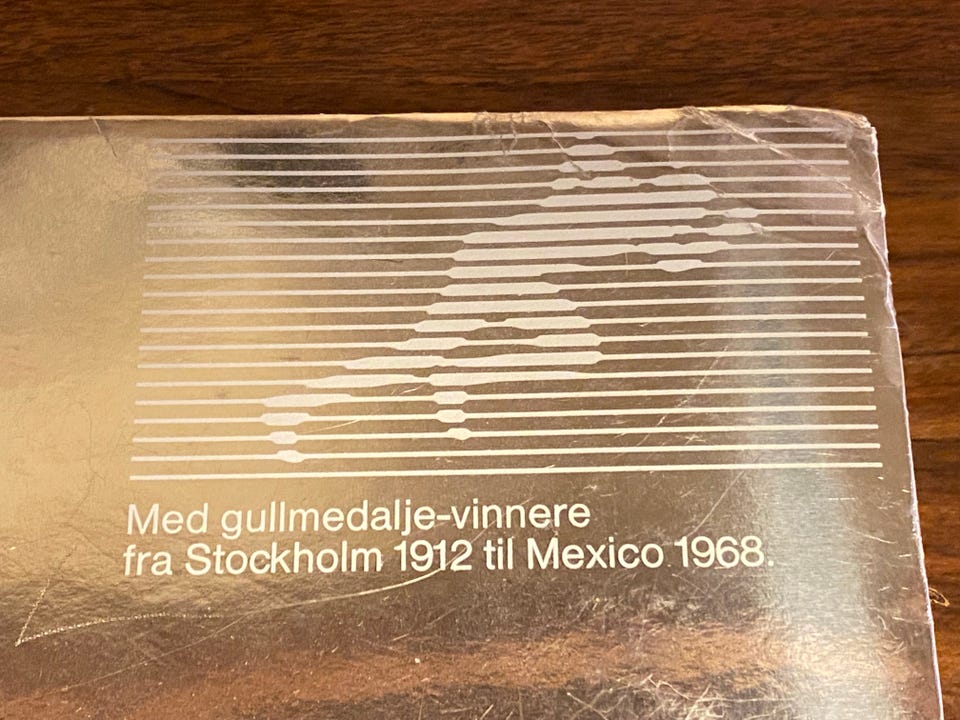 Med gullmedalje-vinnere
fra Stockholm 1912 til Mexico 1968.